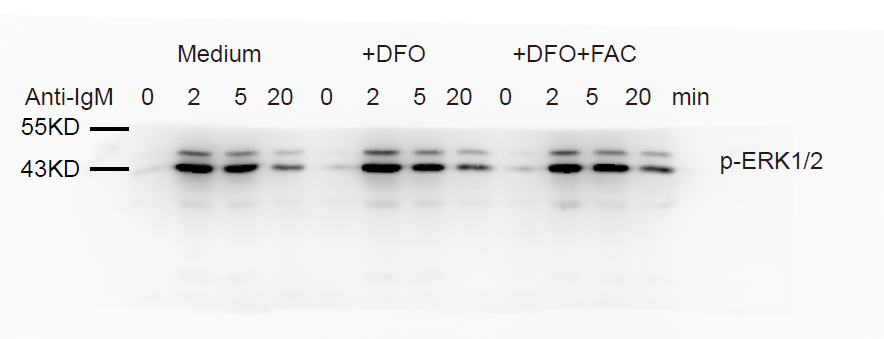 Medium +DFO +DFO+FAC
Anti-IgM 0 2 5 20 0 2 5 20 0 2 5 20 min
55KD
43KD p-ERK1/2